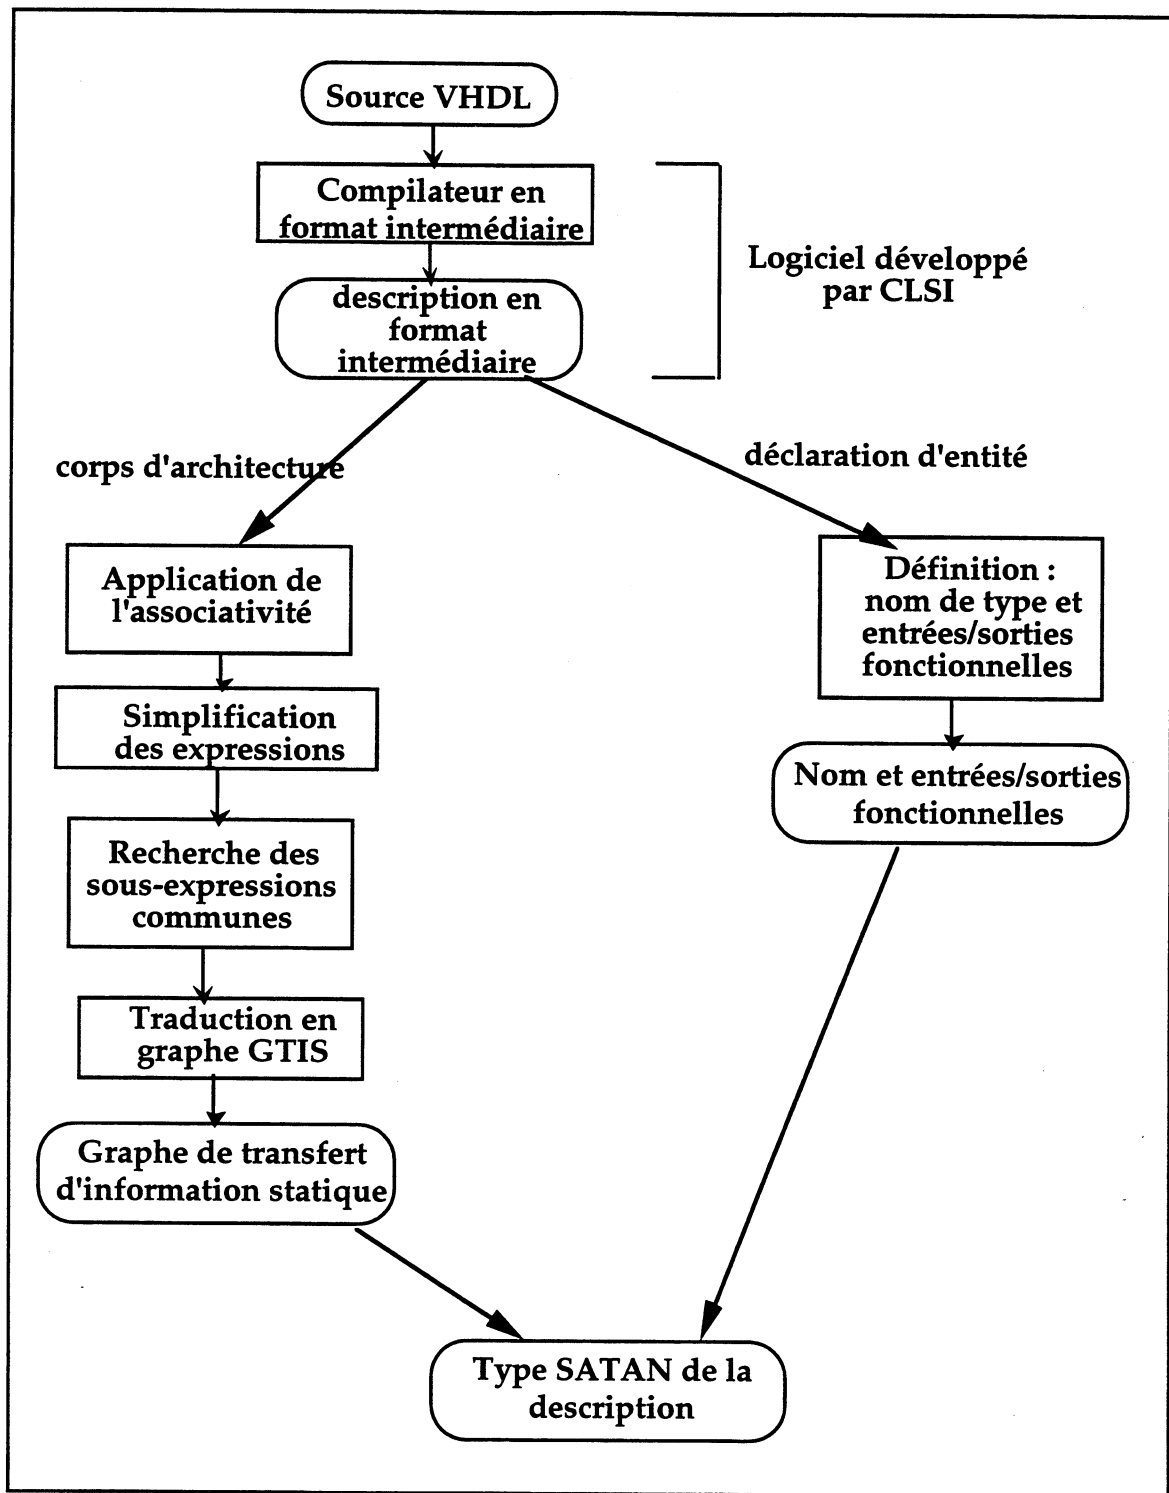 Source VHDL
Compilateur en
format intermédiaire
Logiciel développé
par CLSI
description en
format
intermédiaire
corps d'architecture
déclaration d'entité
Application de
l'associativité
Définition :
nom de type et
entrées/sorties
fonctionnelles
Simplification
des expressions
Nom et entrées/sorties
fonctionnelles
Recherche des
sous-expressions
communes
Traduction en
graphe GTIS
Graphe de transfert
d'information statique
Type SATAN de la
description